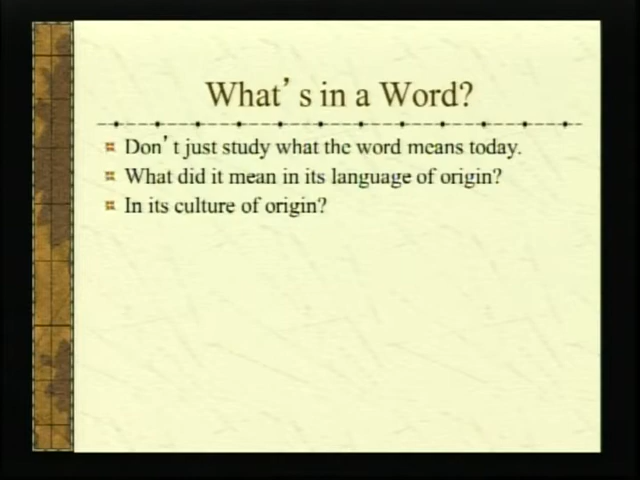 What's in a Word?
Don't just study what the word means today.
What did it mean in its language of origin?
In its culture of origin?